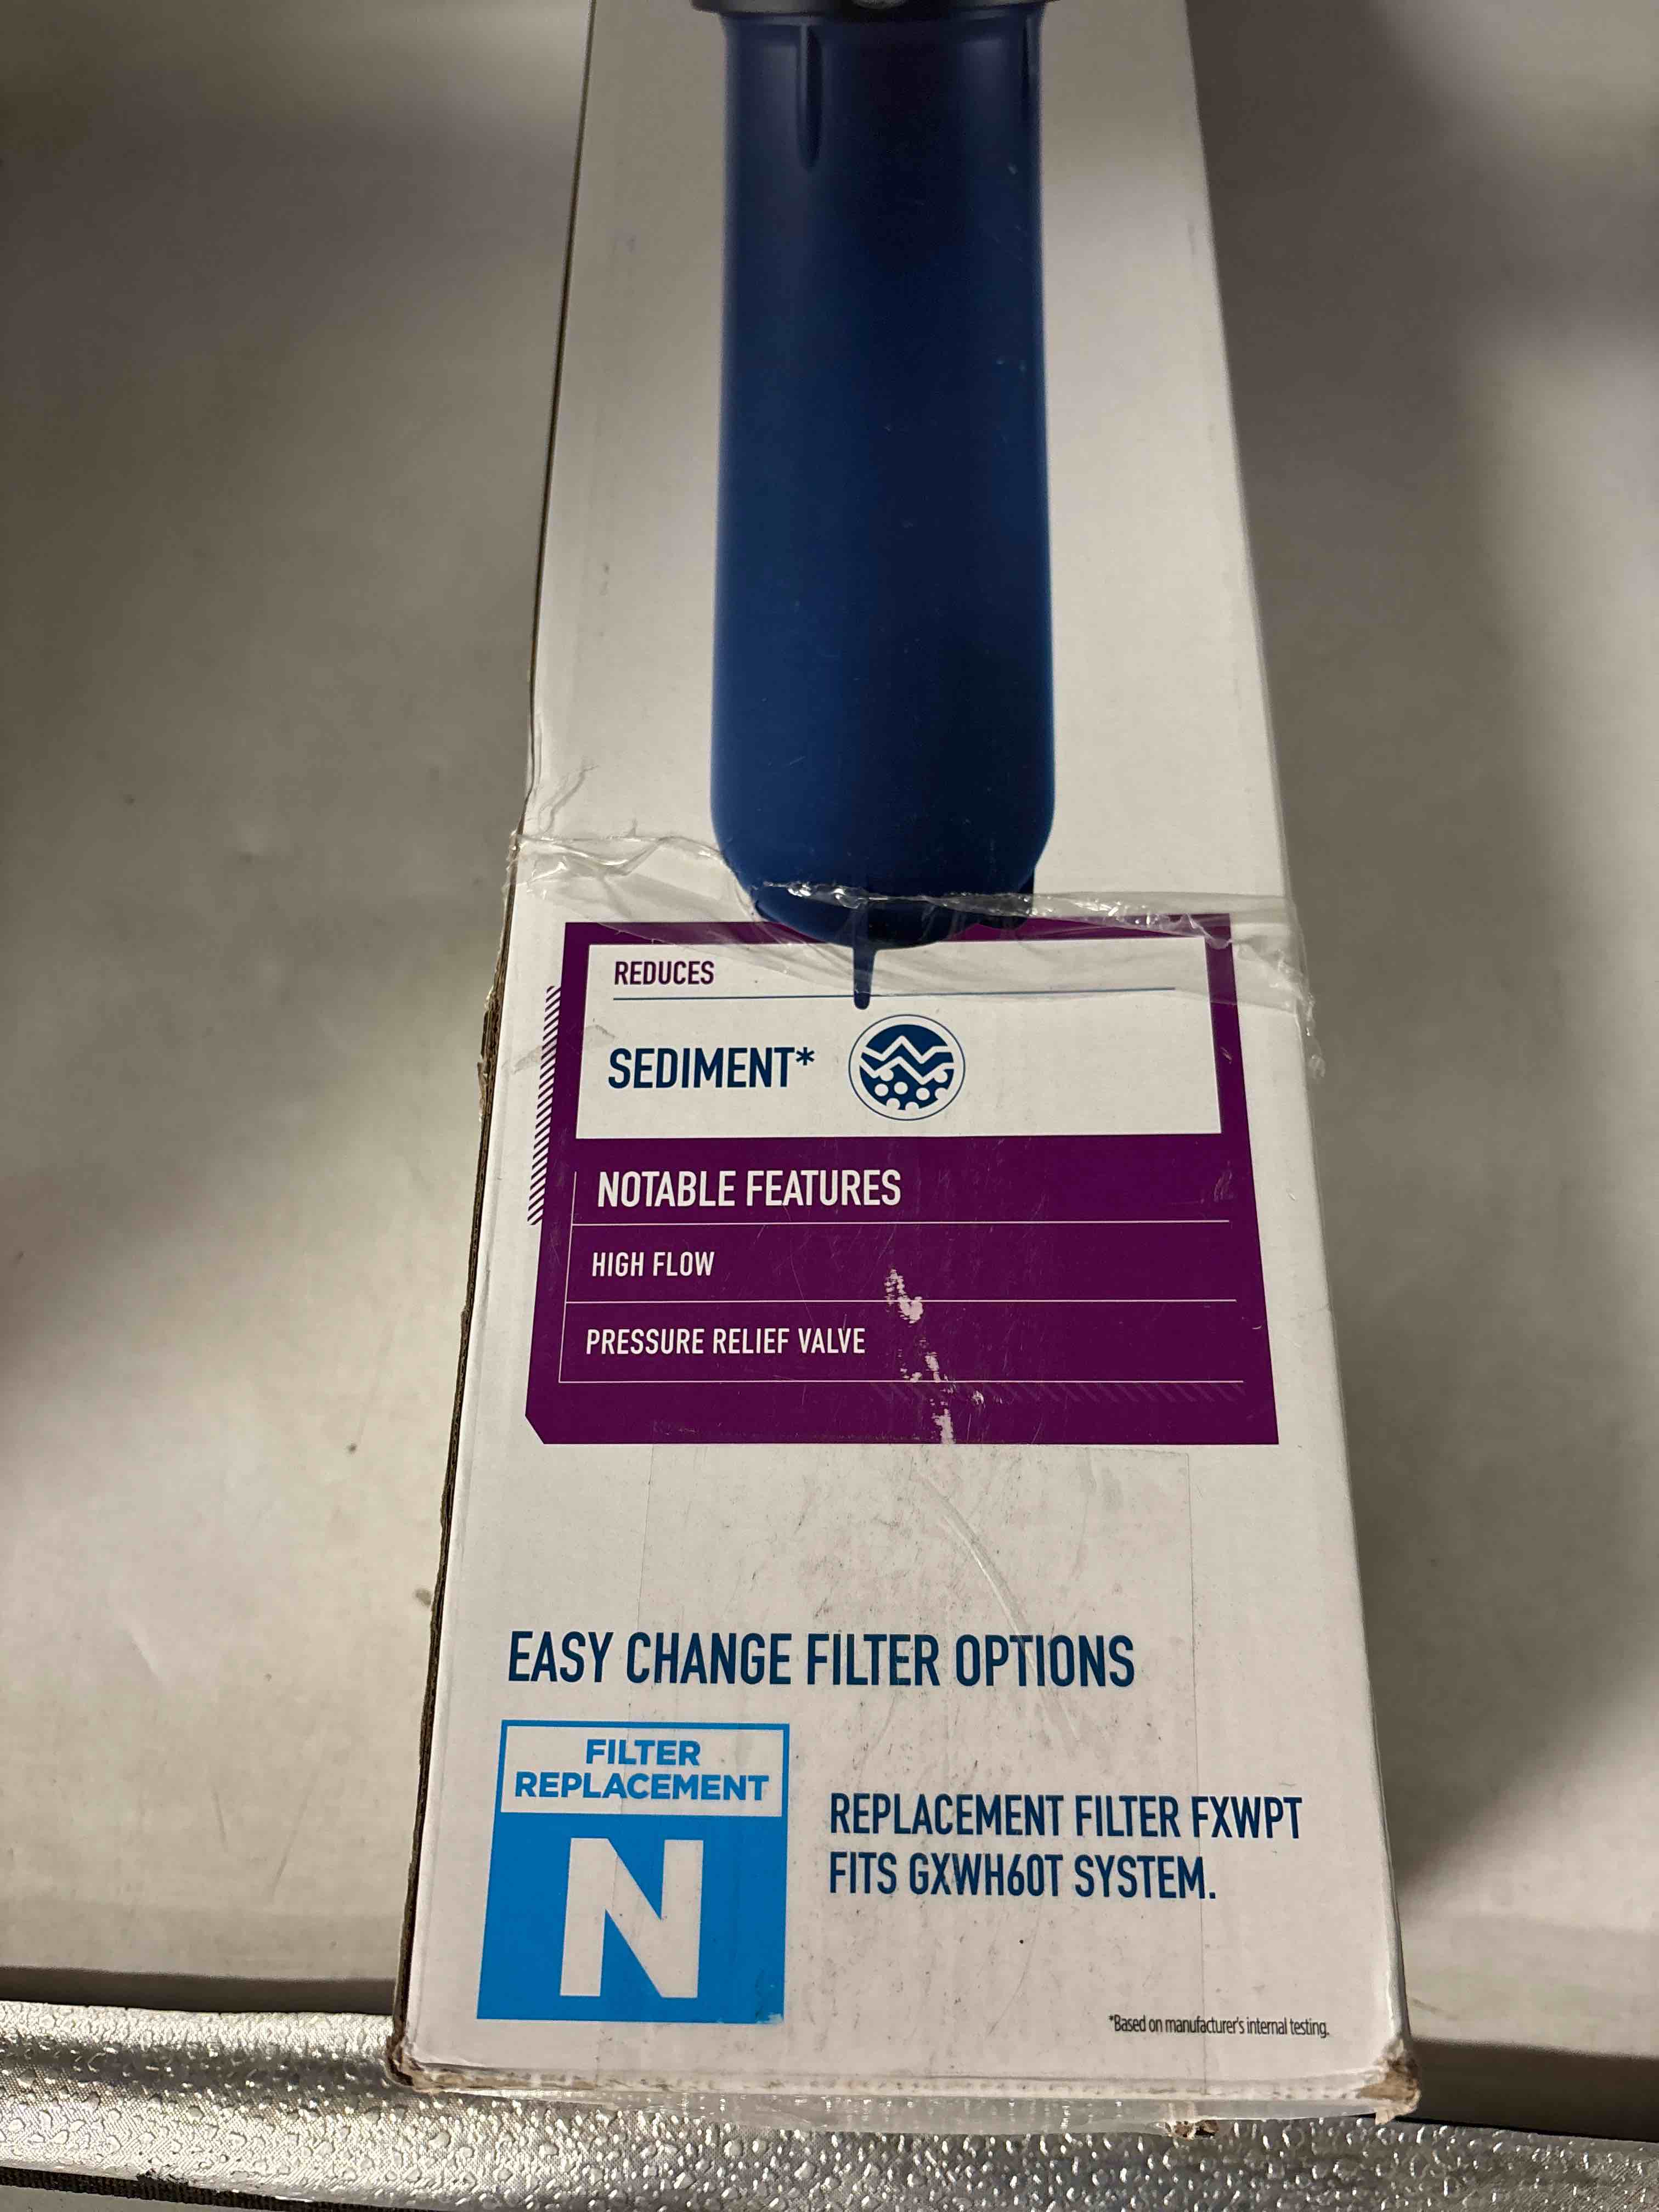 REDUCES
SEDIMENT*
NOTABLE FEATURES
HIGH FLOW
PRESSURE RELIEF VALVE
EASY CHANGE FILTER OPTIONS
FILTER
REPLACEMENT
N
REPLACEMENT FILTER FXWPT
FITS GXWH60T SYSTEM.
*Based on manufacturer's internal testing.